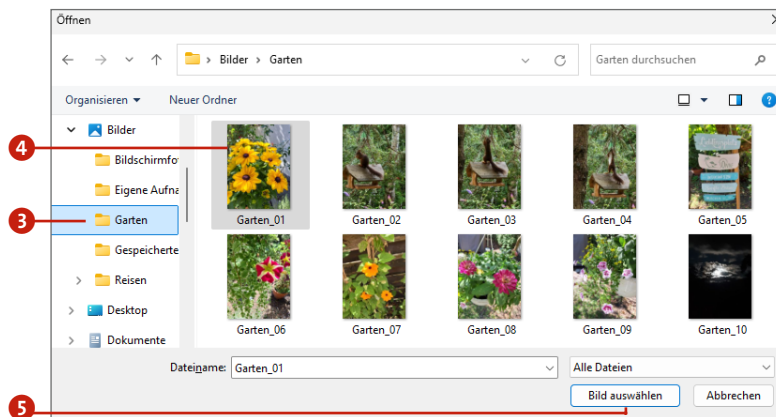 Öffnen
Bilder > Garten
Garten durchsuchen
Organisieren
Neuer Ordner
?
Bilder
4
Bildschirmfo
Eigene Aufna
3
Garten
Gespeicherte
Reisen
Desktop
Dokumente
Garten_01 Garten_02 Garten_03 Garten_04 Garten_05
Garten_06 Garten_07 Garten_08 Garten_09 Garten_10
Dateiname: Garten_01 Alle Dateien
Bild auswählen Abbrechen
5